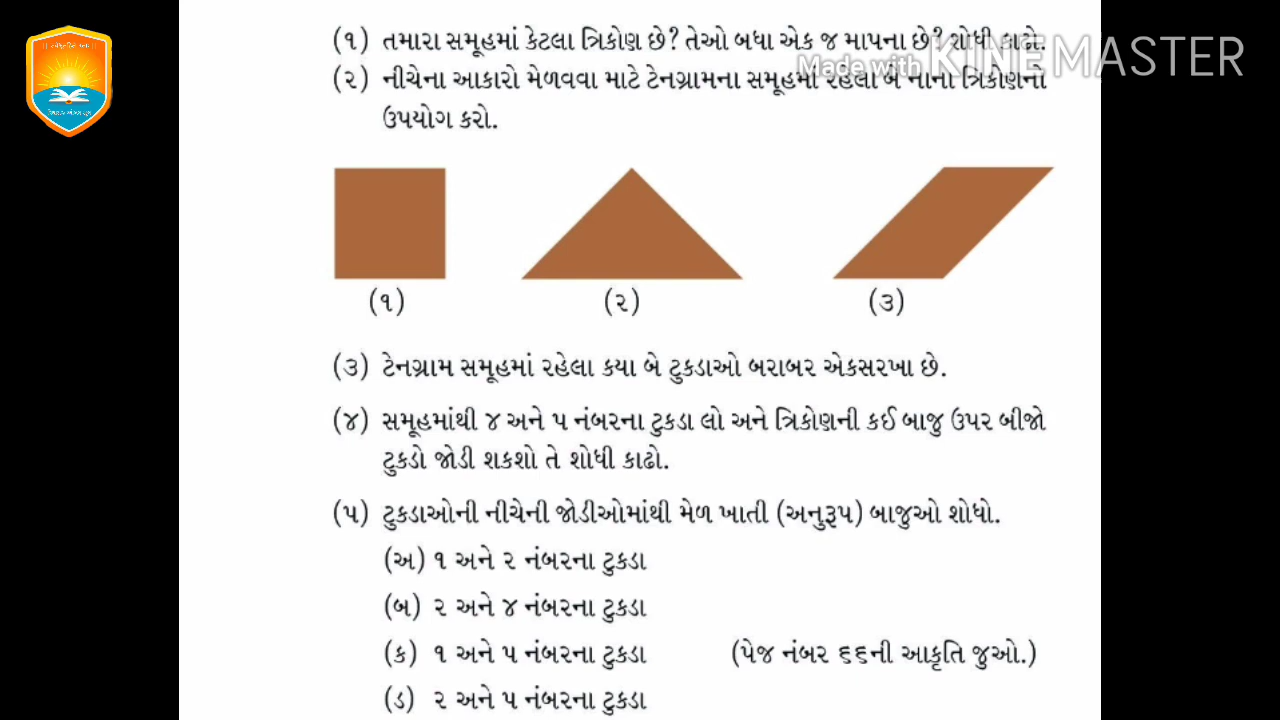 (૧) તમારા સમૂહમાં કેટલા ત્રિકોણ છે? તેઓ બધા એક જ માપના છે? શોધી કાઢો.
Made with KINEMASTER
(૨) નીચેના આકારો મેળવવા માટે ટેનગ્રામના સમૂહમાં રહેલા બે નાના ત્રિકોણનો
ઉપયોગ કરો.
(૧) (૨) (૩)
(૩) ટેનગ્રામ સમૂહમાં રહેલા કયા બે ટુકડાઓ બરાબર એકસરખા છે.
(૪) સમૂહમાંથી ૪ અને ૫ નંબરના ટુકડા લો અને ત્રિકોણની કઈ બાજુ ઉપર બીજો
ટુકડો જોડી શકશો તે શોધી કાઢો.
(૫) ટુકડાઓની નીચેની જોડીઓમાંથી મેળ ખાતી (અનુરૂપ) બાજુઓ શોધો.
(અ) ૧ અને ૨ નંબરના ટુકડા
(બ) ૨ અને ૪ નંબરના ટુકડા
(ક) ૧ અને ૫ નંબરના ટુકડા (પેજ નંબર ૬૬ની આકૃતિ જુઓ.)
(ડ) ૨ અને ૫ નંબરના ટુકડા